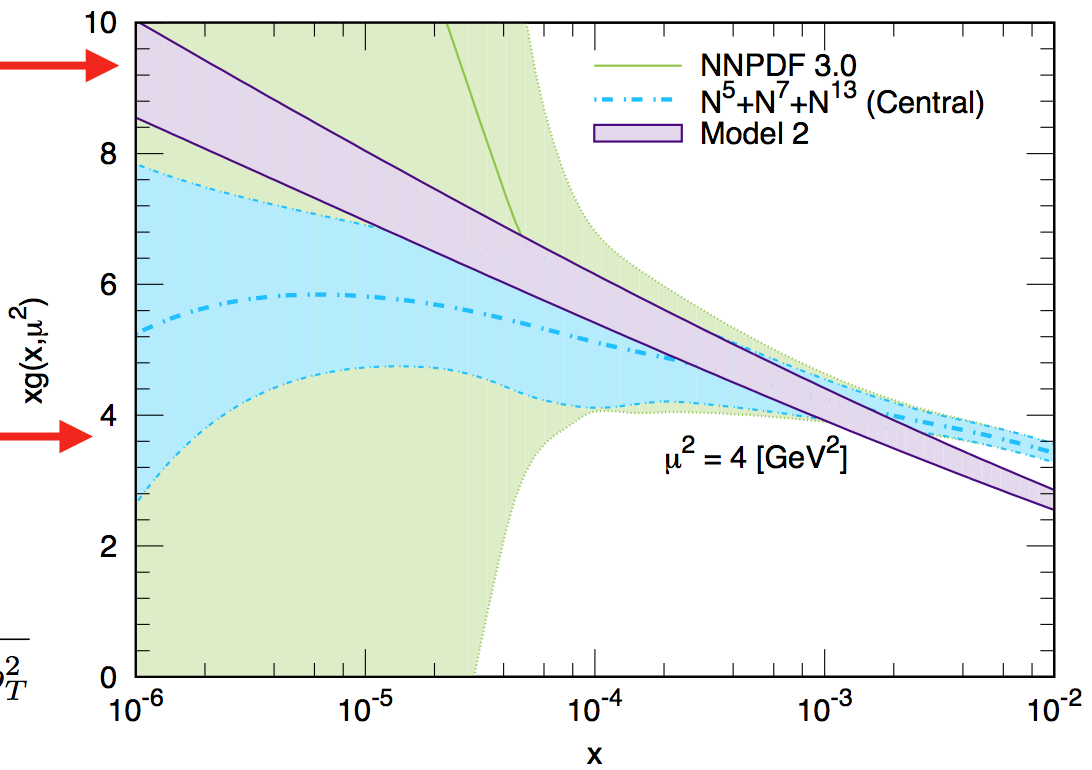 NNPDF 3.0
N⁵+N⁷+N¹³ (Central)
Model 2
10
8
6
4
2
0
xg(x,μ²)
μ² = 4 [GeV²]
10⁻⁶ 10⁻⁵ 10⁻⁴ 10⁻³ 10⁻²
x